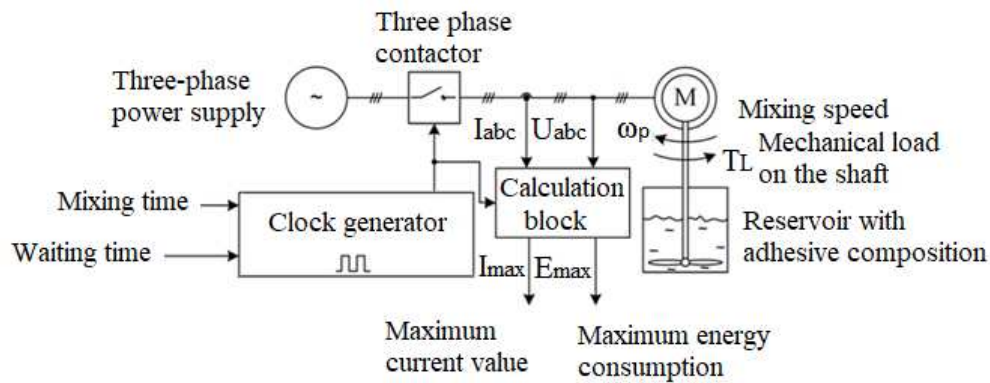 Three phase
contactor
Three-phase
power supply
~
M
Iabc
Uabc
ωp
Mixing speed
TL
Mechanical load
on the shaft
Mixing time
Waiting time
Clock generator
Calculation
block
Reservoir with
adhesive composition
Imax
Emax
Maximum
current value
Maximum energy
consumption